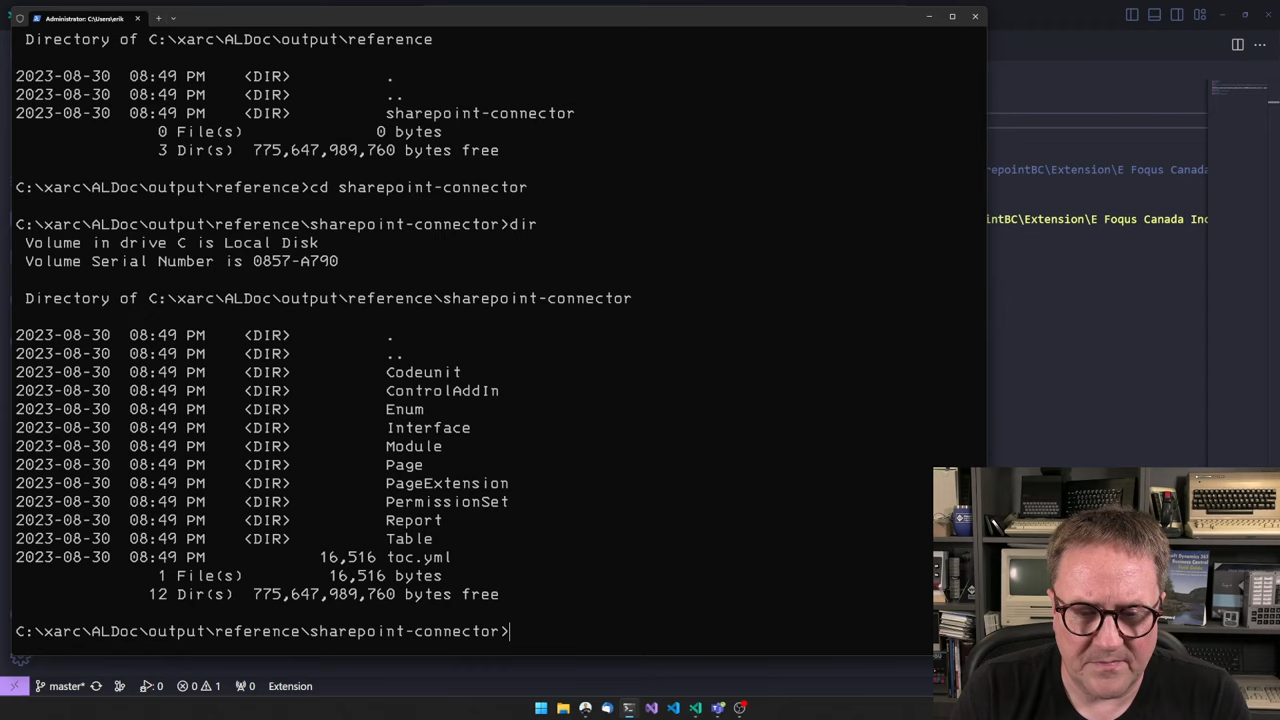 Administrator: C:\Users\erik
Directory of C:\xarc\ALDoc\output\reference
2023-08-30  08:49 PM    <DIR>          .
2023-08-30  08:49 PM    <DIR>          ..
2023-08-30  08:49 PM    <DIR>          sharepoint-connector
0 File(s)              0 bytes
3 Dir(s)  775,647,989,760 bytes free
C:\xarc\ALDoc\output\reference>cd sharepoint-connector
C:\xarc\ALDoc\output\reference\sharepoint-connector>dir
Volume in drive C is Local Disk
Volume Serial Number is 0857-A790
Directory of C:\xarc\ALDoc\output\reference\sharepoint-connector
2023-08-30  08:49 PM    <DIR>          .
2023-08-30  08:49 PM    <DIR>          ..
2023-08-30  08:49 PM    <DIR>          Codeunit
2023-08-30  08:49 PM    <DIR>          ControlAddIn
2023-08-30  08:49 PM    <DIR>          Enum
2023-08-30  08:49 PM    <DIR>          Interface
2023-08-30  08:49 PM    <DIR>          Module
2023-08-30  08:49 PM    <DIR>          Page
2023-08-30  08:49 PM    <DIR>          PageExtension
2023-08-30  08:49 PM    <DIR>          PermissionSet
2023-08-30  08:49 PM    <DIR>          Report
2023-08-30  08:49 PM    <DIR>          Table
2023-08-30  08:49 PM            16,516 toc.yml
1 File(s)         16,516 bytes
12 Dir(s)  775,647,989,760 bytes free
C:\xarc\ALDoc\output\reference\sharepoint-connector>
repointBC\Extension\E Foqus Canada
intBC\Extension\E Foqus Canada Inc
master* 0 0 1 0 Extension